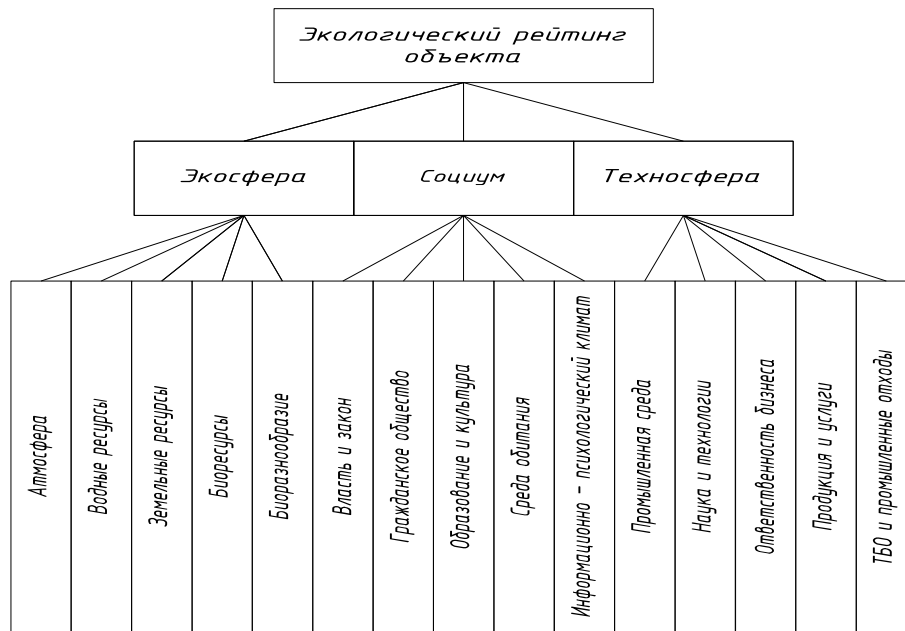 Экологический рейтинг
объекта
Экосфера
Социум
Техносфера
Атмосфера
Водные ресурсы
Земельные ресурсы
Биоресурсы
Биоразнообразие
Власть и закон
Гражданское общество
Образование и культура
Среда обитания
Информационно - психологический климат
Промышленная среда
Наука и технологии
Ответственность бизнеса
Продукция и услуги
ТБО и промышленные отходы